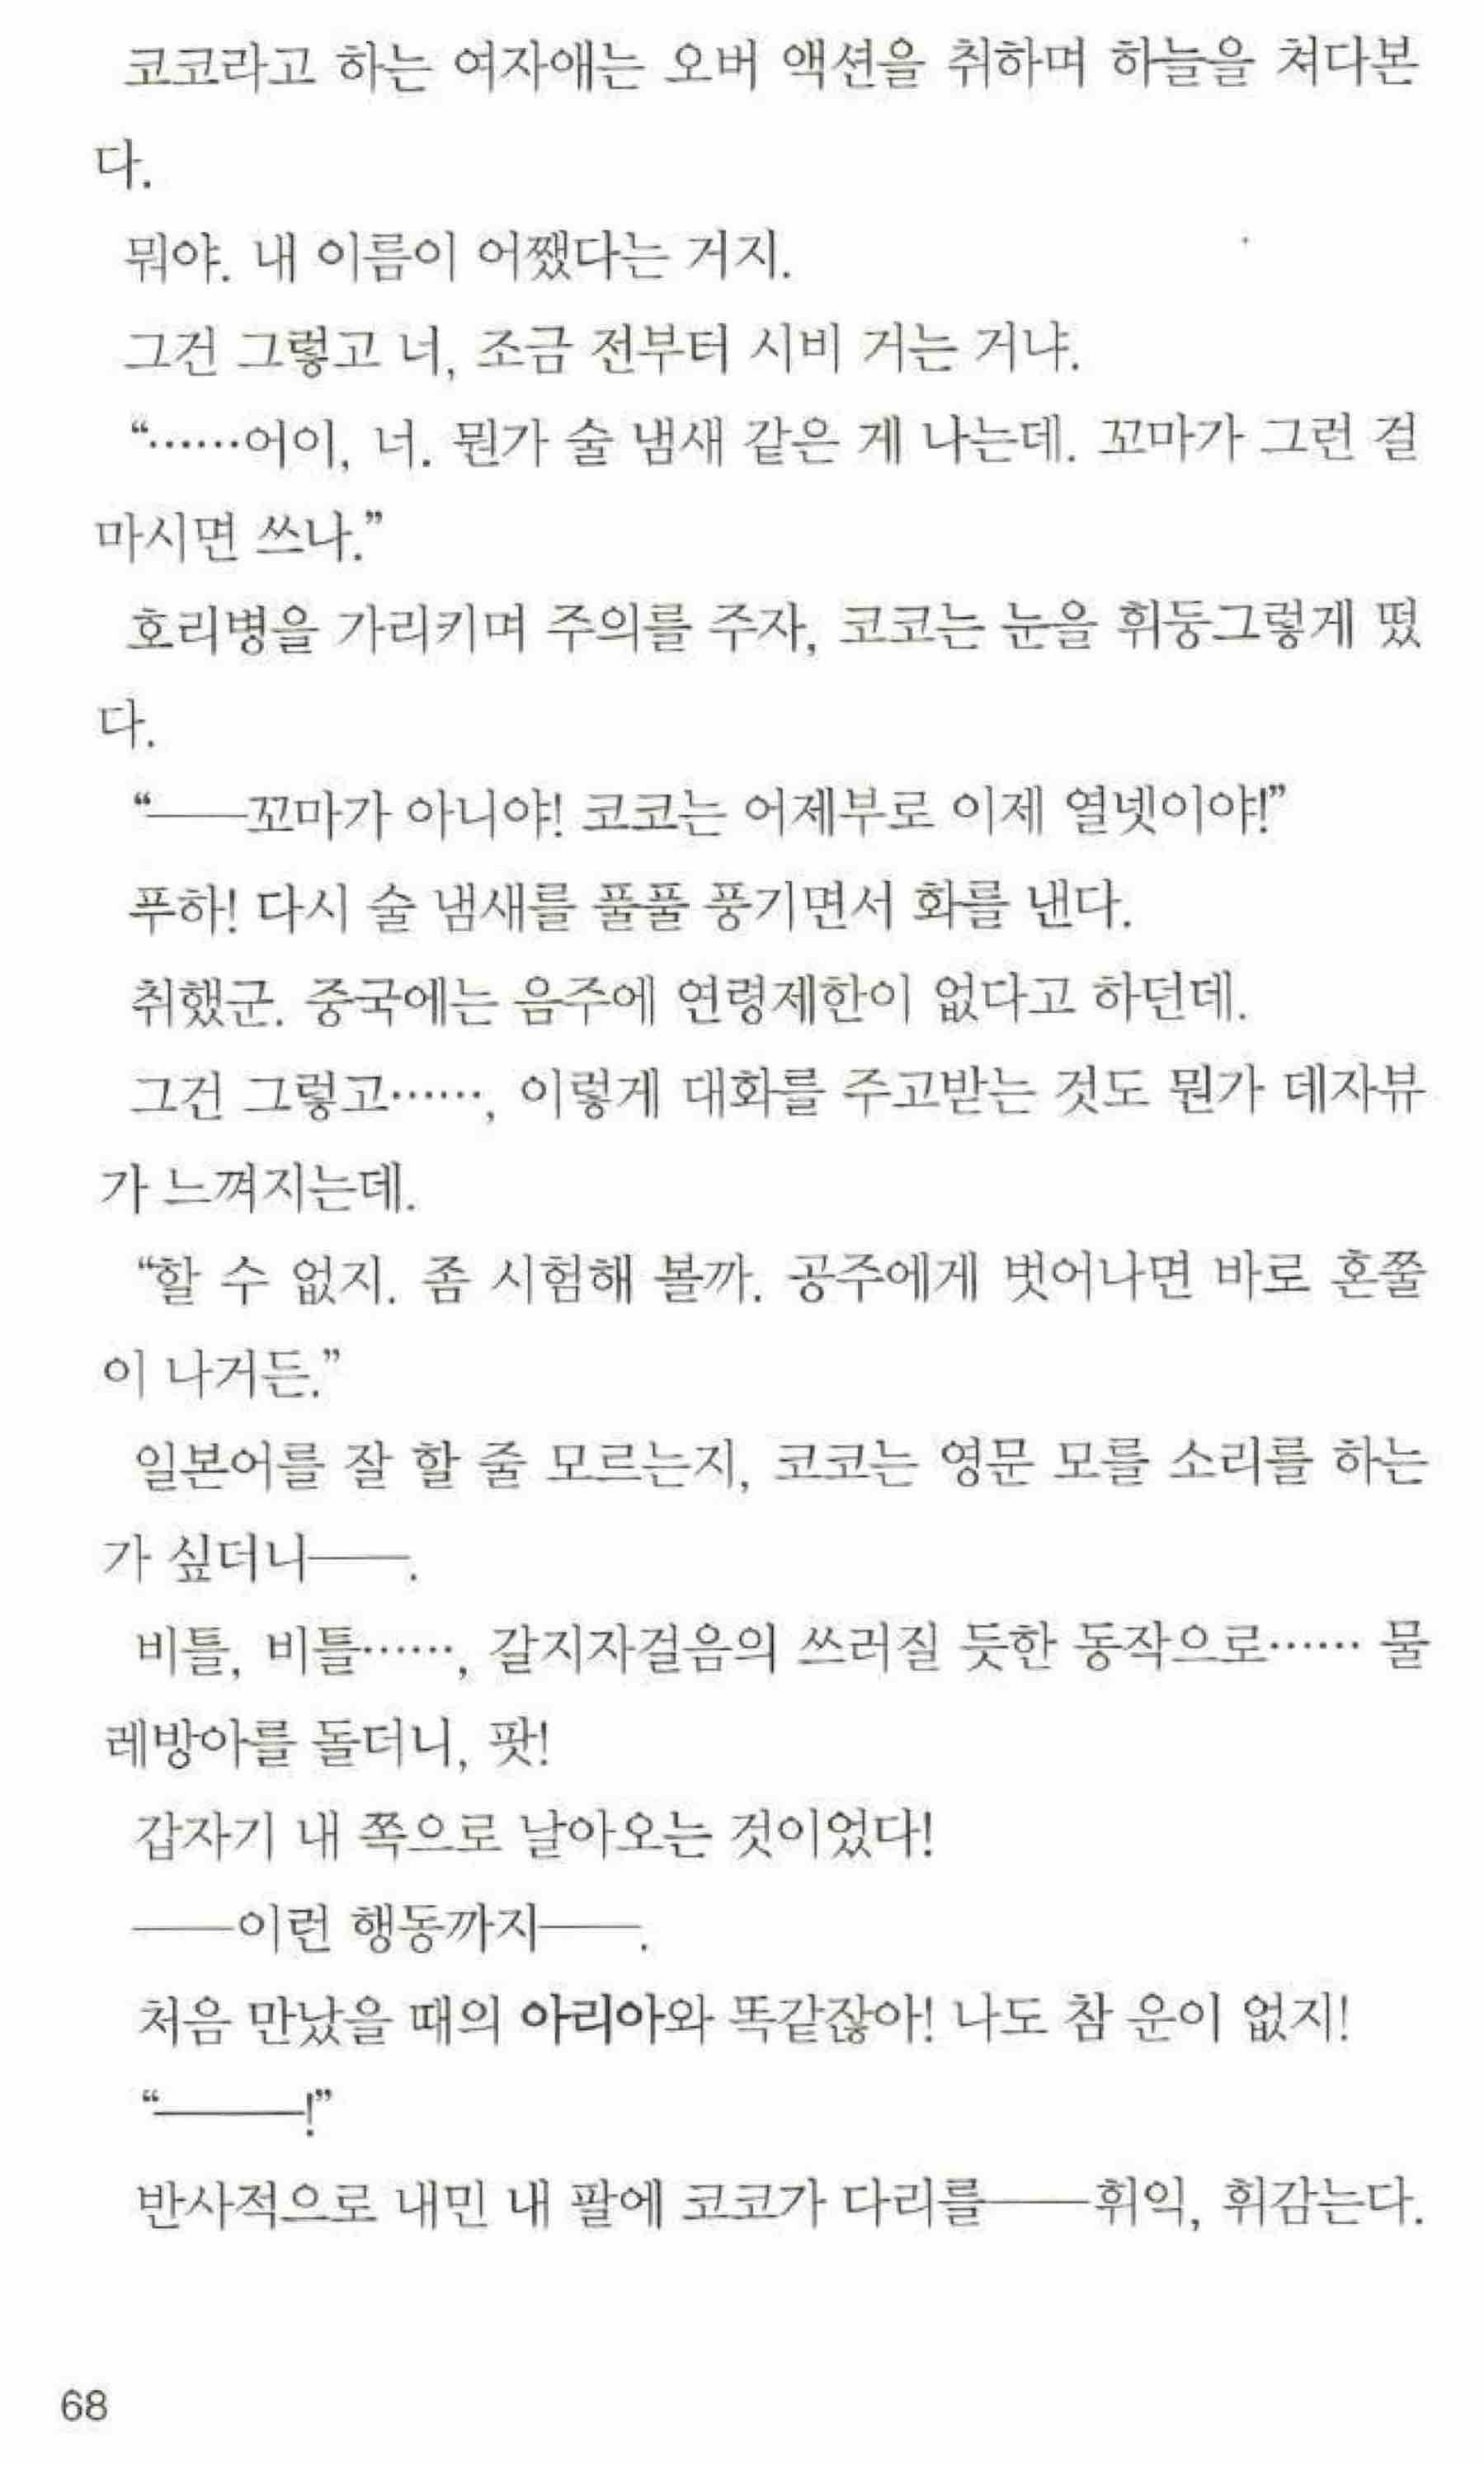 코코라고 하는 여자애는 오버 액션을 취하며 하늘을 쳐다본
다.
뭐야. 내 이름이 어쨌다는 거지.
그건 그렇고 너, 조금 전부터 시비 거는 거냐.
“……어이, 너. 뭔가 술 냄새 같은 게 나는데. 꼬마가 그런 걸
마시면 쓰나.”
호리병을 가리키며 주의를 주자, 코코는 눈을 휘둥그렇게 떴
다.
“──꼬마가 아니야! 코코는 어제부로 이제 열넷이야!”
푸하! 다시 술 냄새를 풀풀 풍기면서 화를 낸다.
취했군. 중국에는 음주에 연령제한이 없다고 하던데.
그건 그렇고……, 이렇게 대화를 주고받는 것도 뭔가 데자뷰
가 느껴지는데.
“할 수 없지. 좀 시험해 볼까. 공주에게 벗어나면 바로 혼쭐
이 나거든.”
일본어를 잘 할 줄 모르는지, 코코는 영문 모를 소리를 하는
가 싶더니──.
비틀, 비틀……, 갈지자걸음의 쓰러질 듯한 동작으로…… 물
레방아를 돌더니, 팟!
갑자기 내 쪽으로 날아오는 것이었다!
──이런 행동까지──.
처음 만났을 때의 아리아와 똑같잖아! 나도 참 운이 없지!
“───!”
반사적으로 내민 내 팔에 코코가 다리를──휘익, 휘감는다.
68